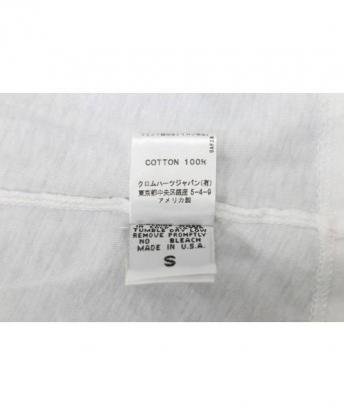 COTTON 100%
クロムハーツジャパン(有)
東京都中央区銀座 5-4-9
アメリカ製
TUMBLE DRY LOW
REMOVE PROMPTLY
NO BLEACH
MADE IN U.S.A.
S